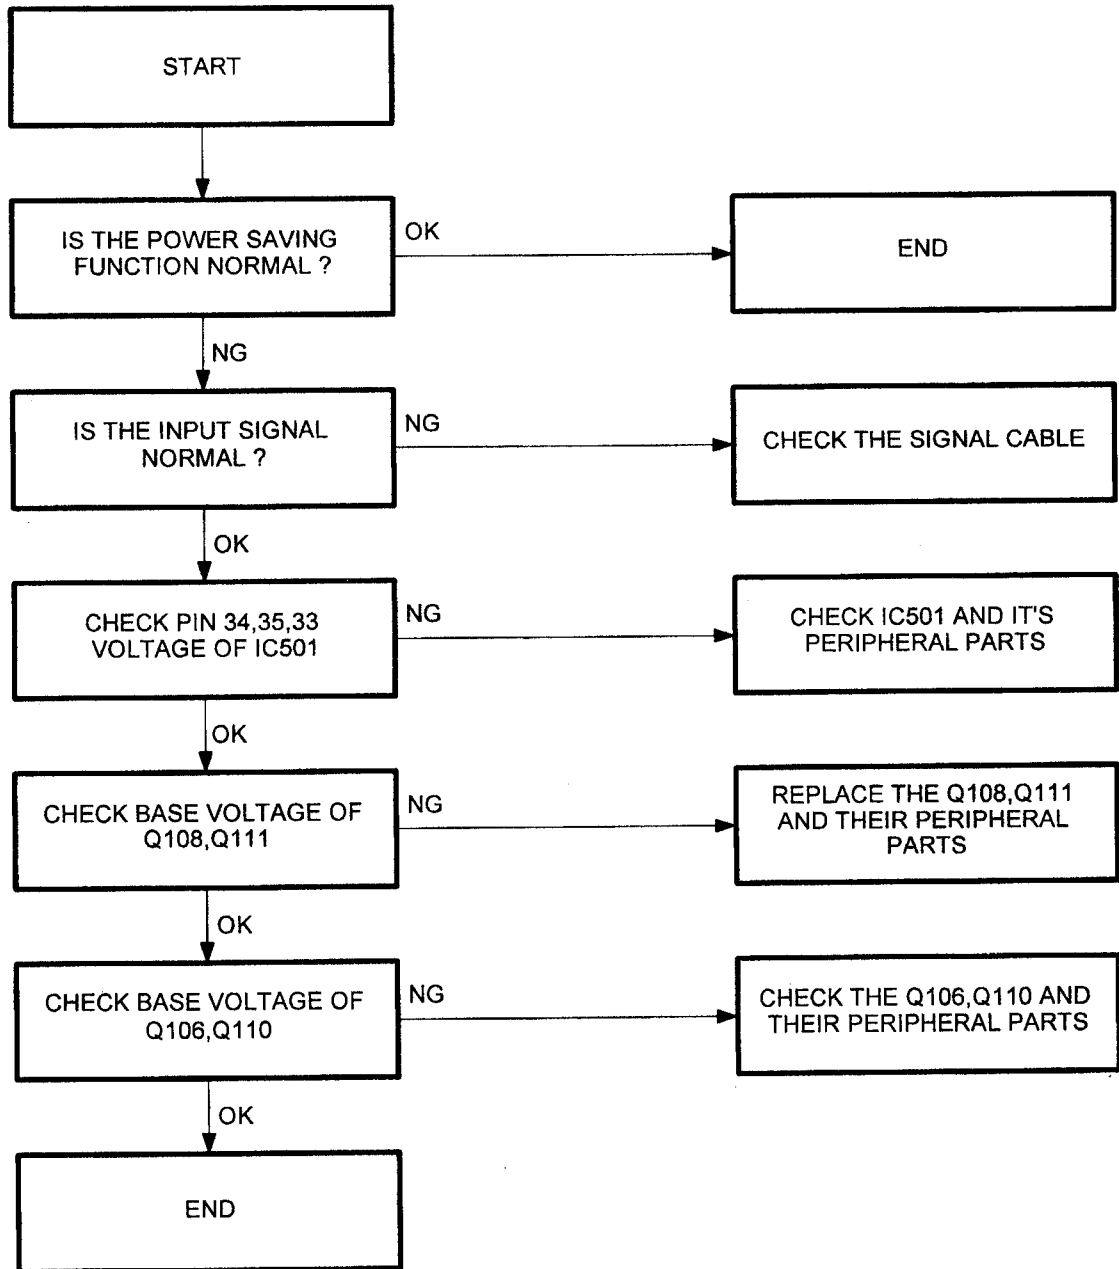 START
IS THE POWER SAVING
FUNCTION NORMAL ?
OK
END
NG
IS THE INPUT SIGNAL
NORMAL ?
NG
CHECK THE SIGNAL CABLE
OK
CHECK PIN 34,35,33
VOLTAGE OF IC501
NG
CHECK IC501 AND IT'S
PERIPHERAL PARTS
OK
CHECK BASE VOLTAGE OF
Q108,Q111
NG
REPLACE THE Q108,Q111
AND THEIR PERIPHERAL
PARTS
OK
CHECK BASE VOLTAGE OF
Q106,Q110
NG
CHECK THE Q106,Q110 AND
THEIR PERIPHERAL PARTS
OK
END